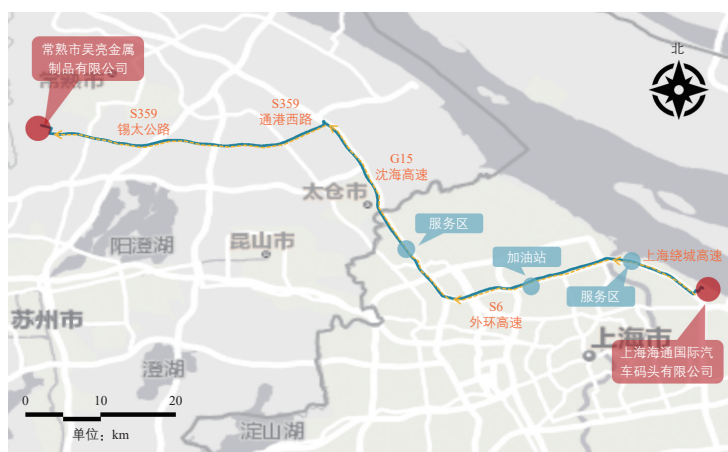 常熟市吴亮金属
制品有限公司
北
常熟市
S359
锡太公路
S359
通港西路
G15
沈海高速
太仓市
服务区
阳澄湖
昆山市
加油站
上海绕城高速
服务区
S6
外环高速
苏州市
上海市
上海海通国际汽
车码头有限公司
澄湖
0
10
20
单位：km
淀山湖